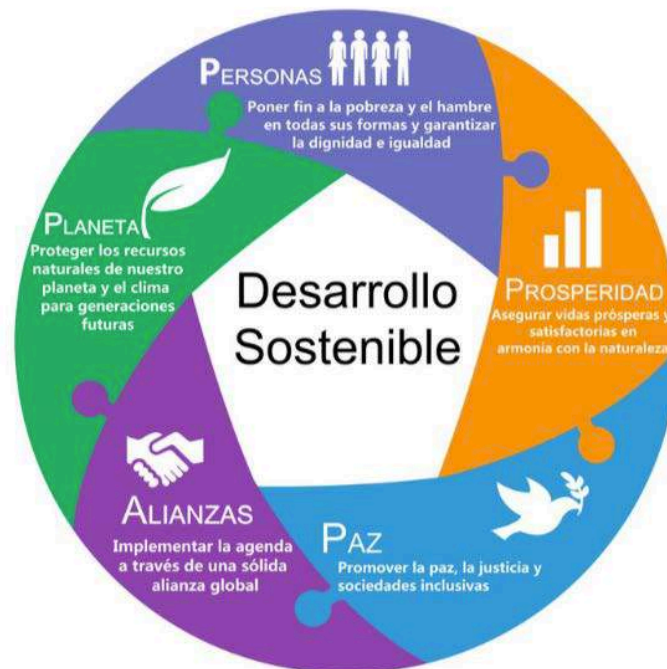 PERSONAS
Poner fin a la pobreza y el hambre
en todas sus formas y garantizar
la dignidad e igualdad
PROSPERIDAD
Asegurar vidas prósperas y
satisfactorias en
armonía con la naturaleza
PAZ
Promover la paz, la justicia y
sociedades inclusivas
ALIANZAS
Implementar la agenda
a través de una sólida
alianza global
PLANETA
Proteger los recursos
naturales de nuestro
planeta y el clima
para generaciones
futuras
Desarrollo
Sostenible